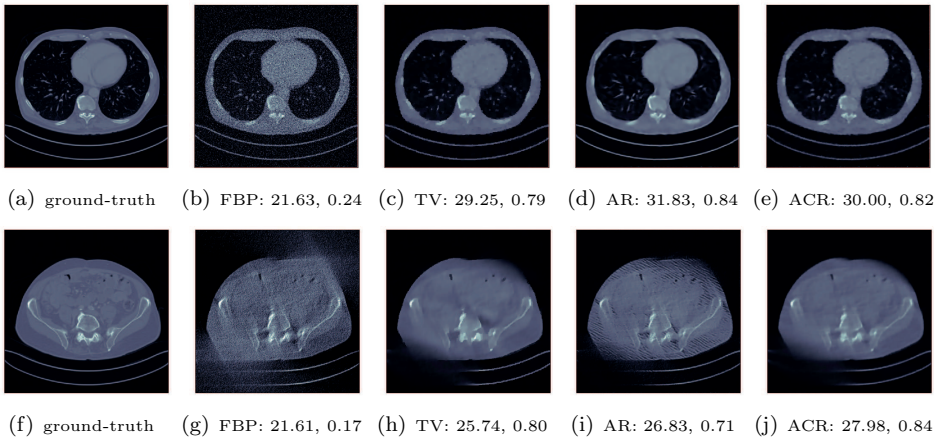 (a) ground-truth (b) FBP: 21.63, 0.24 (c) TV: 29.25, 0.79 (d) AR: 31.83, 0.84 (e) ACR: 30.00, 0.82
(f) ground-truth (g) FBP: 21.61, 0.17 (h) TV: 25.74, 0.80 (i) AR: 26.83, 0.71 (j) ACR: 27.98, 0.84